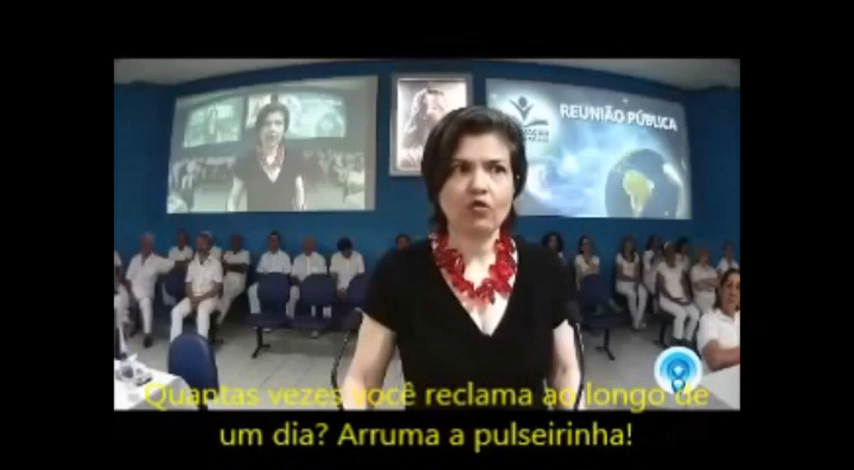 REUNIÃO PÚBLICA
Quantas vezes você reclama ao longo de
um dia? Arruma a pulseirinha!